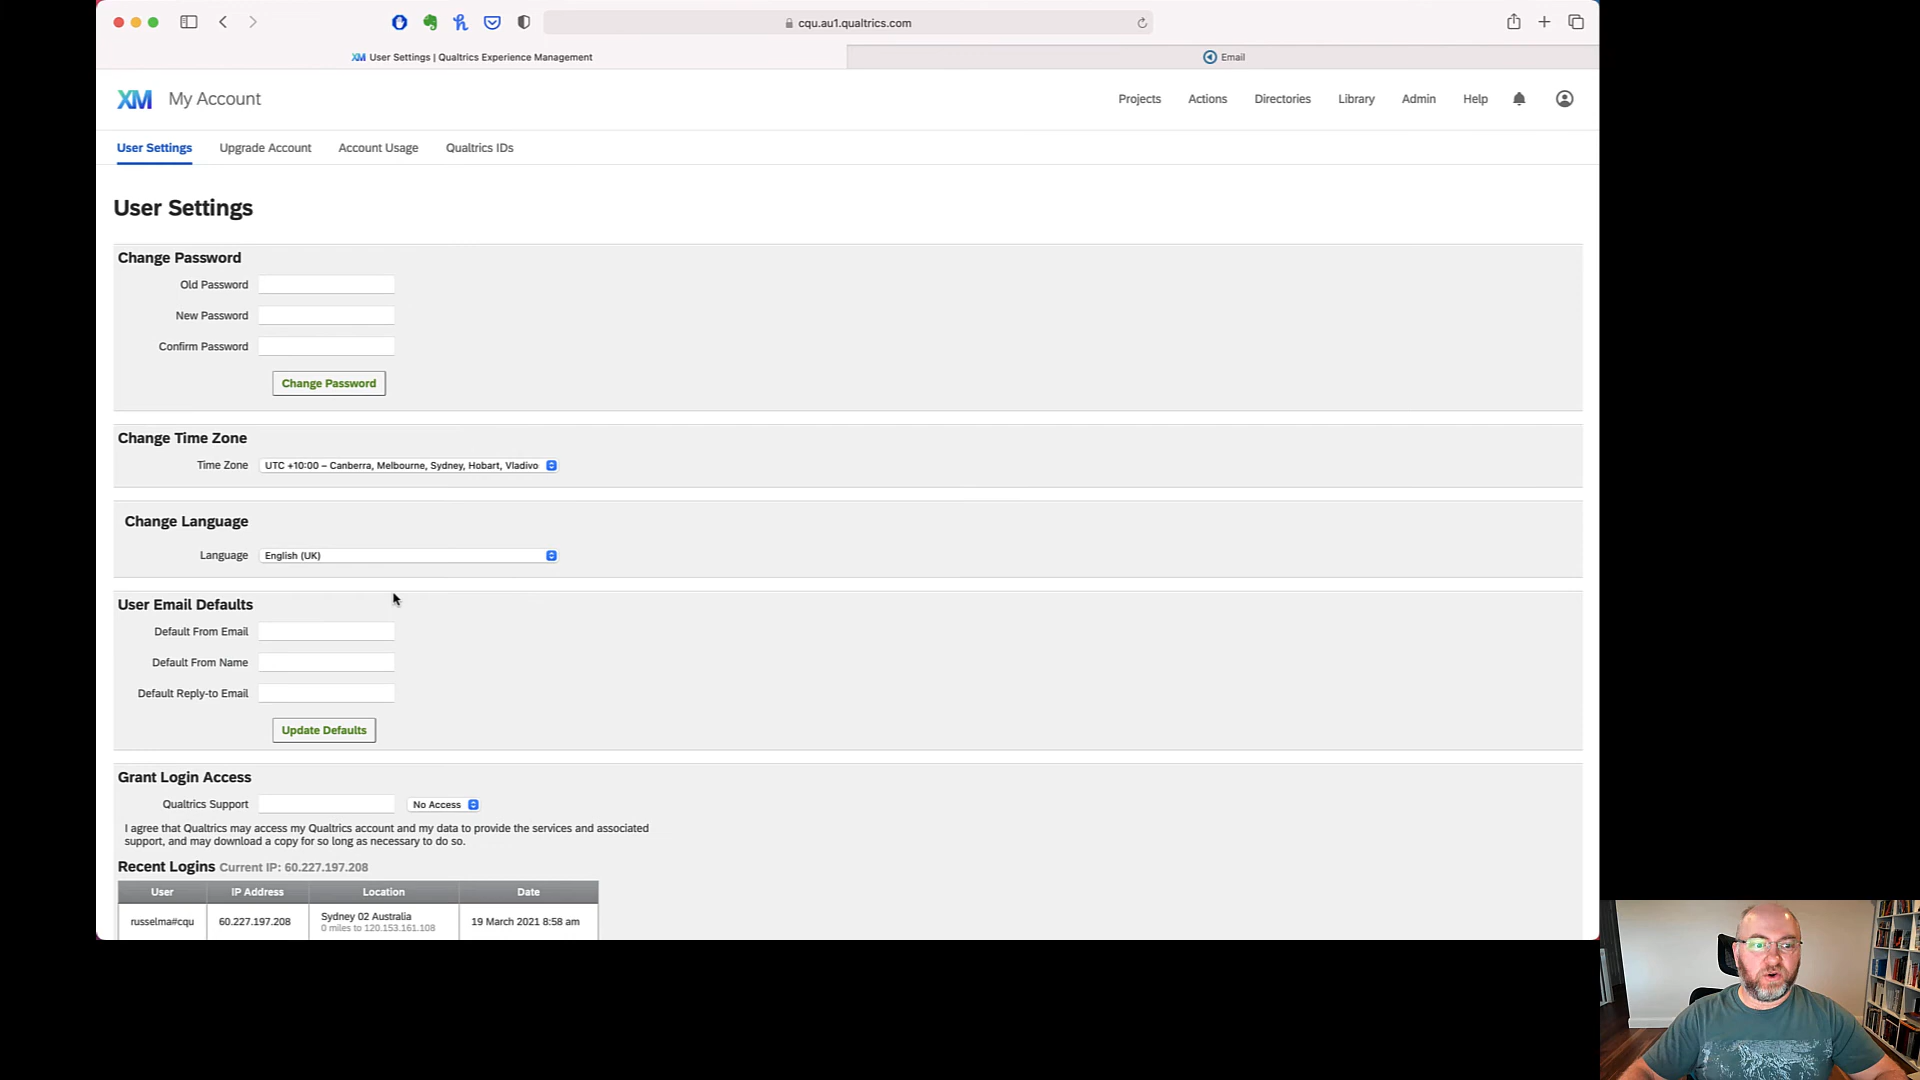 cqu.au1.qualtrics.com
XM User Settings | Qualtrics Experience Management
Email
XM My Account
Projects Actions Directories Library Admin Help
User Settings Upgrade Account Account Usage Qualtrics IDs
User Settings
Change Password
Old Password
New Password
Confirm Password
Change Password
Change Time Zone
Time Zone UTC +10:00 – Canberra, Melbourne, Sydney, Hobart, Vladivo
Change Language
Language English (UK)
User Email Defaults
Default From Email
Default From Name
Default Reply-to Email
Update Defaults
Grant Login Access
Qualtrics Support No Access
I agree that Qualtrics may access my Qualtrics account and my data to provide the services and associated
support, and may download a copy for so long as necessary to do so.
Recent Logins Current IP: 60.227.197.208
User IP Address Location Date
russelma#cqu 60.227.197.208 Sydney 02 Australia 19 March 2021 8:58 am
0 miles to 120.153.161.108